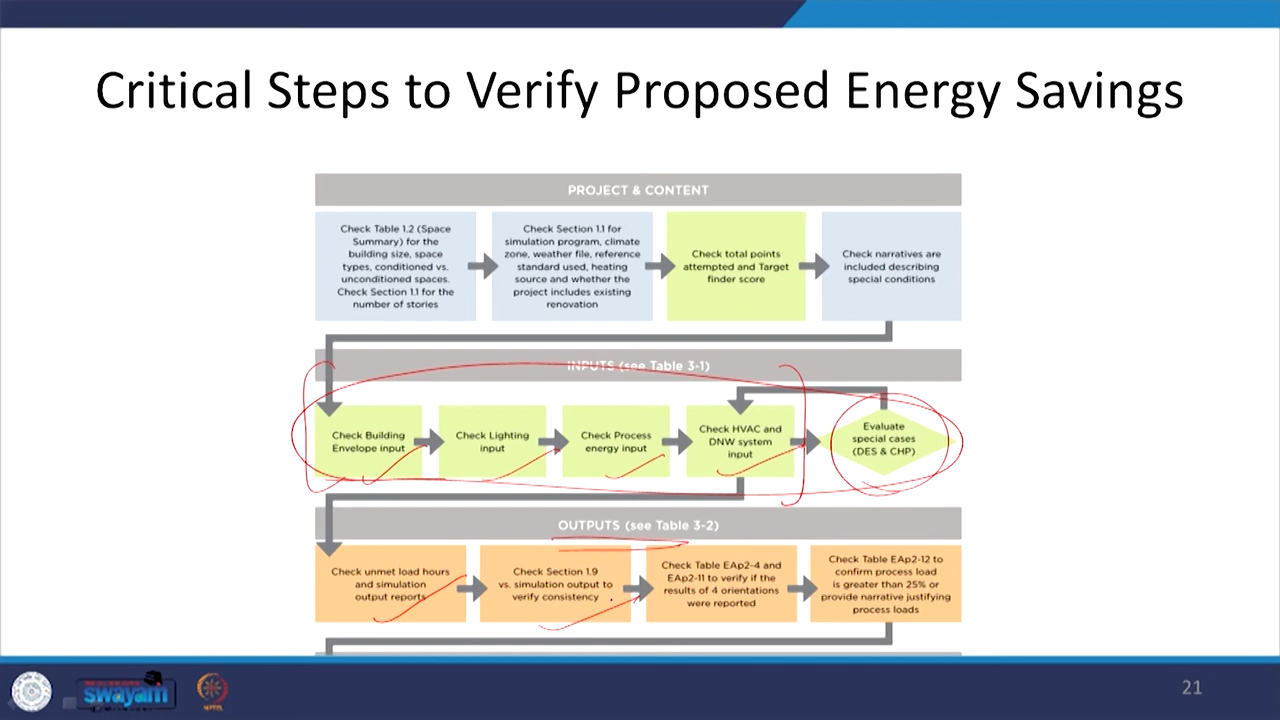 Critical Steps to Verify Proposed Energy Savings
PROJECT & CONTENT
Check Table 1.2 (Space
Summary) for the
building size, space
types, conditioned vs.
unconditioned spaces.
Check Section 1.1 for the
number of stories
Check Section 1.1 for
simulation program, climate
zone, weather file, reference
standard used, heating
source and whether the
project includes existing
renovation
Check total points
attempted and Target
finder score
Check narratives are
included describing
special conditions
INPUTS (see Table 3-1)
Check Building
Envelope input
Check Lighting
input
Check Process
energy input
Check HVAC and
DNW system
input
Evaluate
special cases
(DES & CHP)
OUTPUTS (see Table 3-2)
Check unmet load hours
and simulation
output reports
Check Section 1.9
vs. simulation output to
verify consistency
Check Table EAp2-4 and
EAp2-11 to verify if the
results of 4 orientations
were reported
Check Table EAp2-12 to
confirm process load
is greater than 25% or
provide narrative justifying
process loads
swayam
21